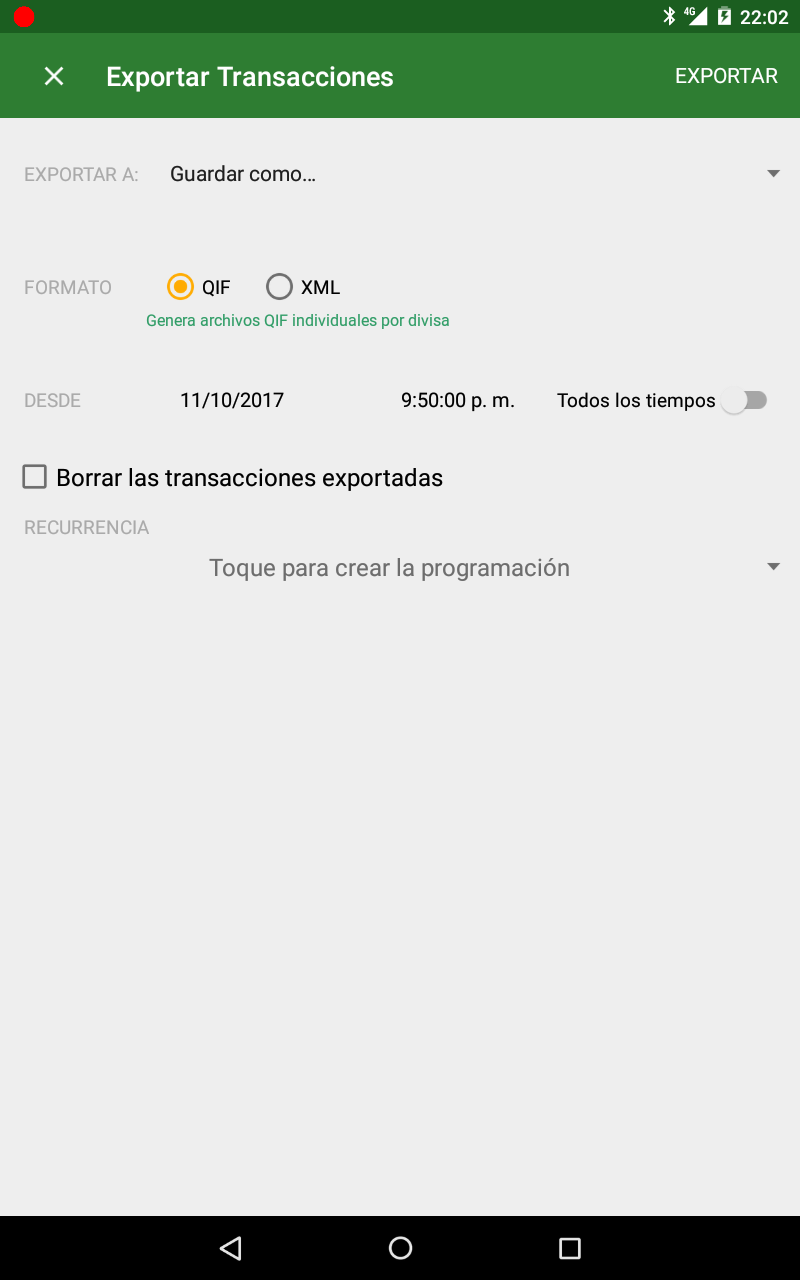 4G 22:02
Exportar Transacciones EXPORTAR
EXPORTAR A: Guardar como…
FORMATO QIF XML
Genera archivos QIF individuales por divisa
DESDE 11/10/2017 9:50:00 p. m. Todos los tiempos
Borrar las transacciones exportadas
RECURRENCIA
Toque para crear la programación